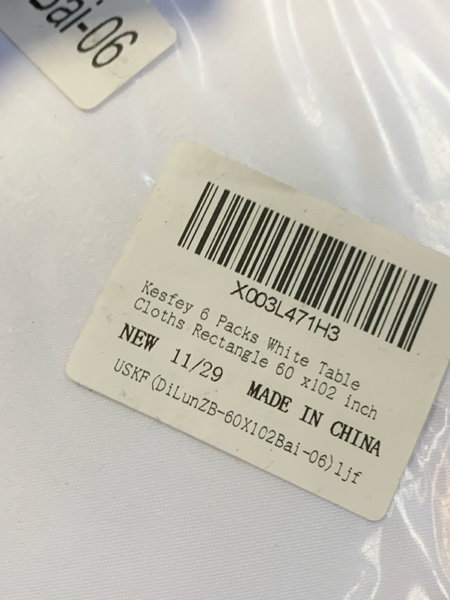 Bai-06
X003L471H3
Kesfey 6 Packs White Table
Cloths Rectangle 60 x102 inch
NEW 11/29 MADE IN CHINA
USKF(DiLunZB-60X102Bai-06)ljf